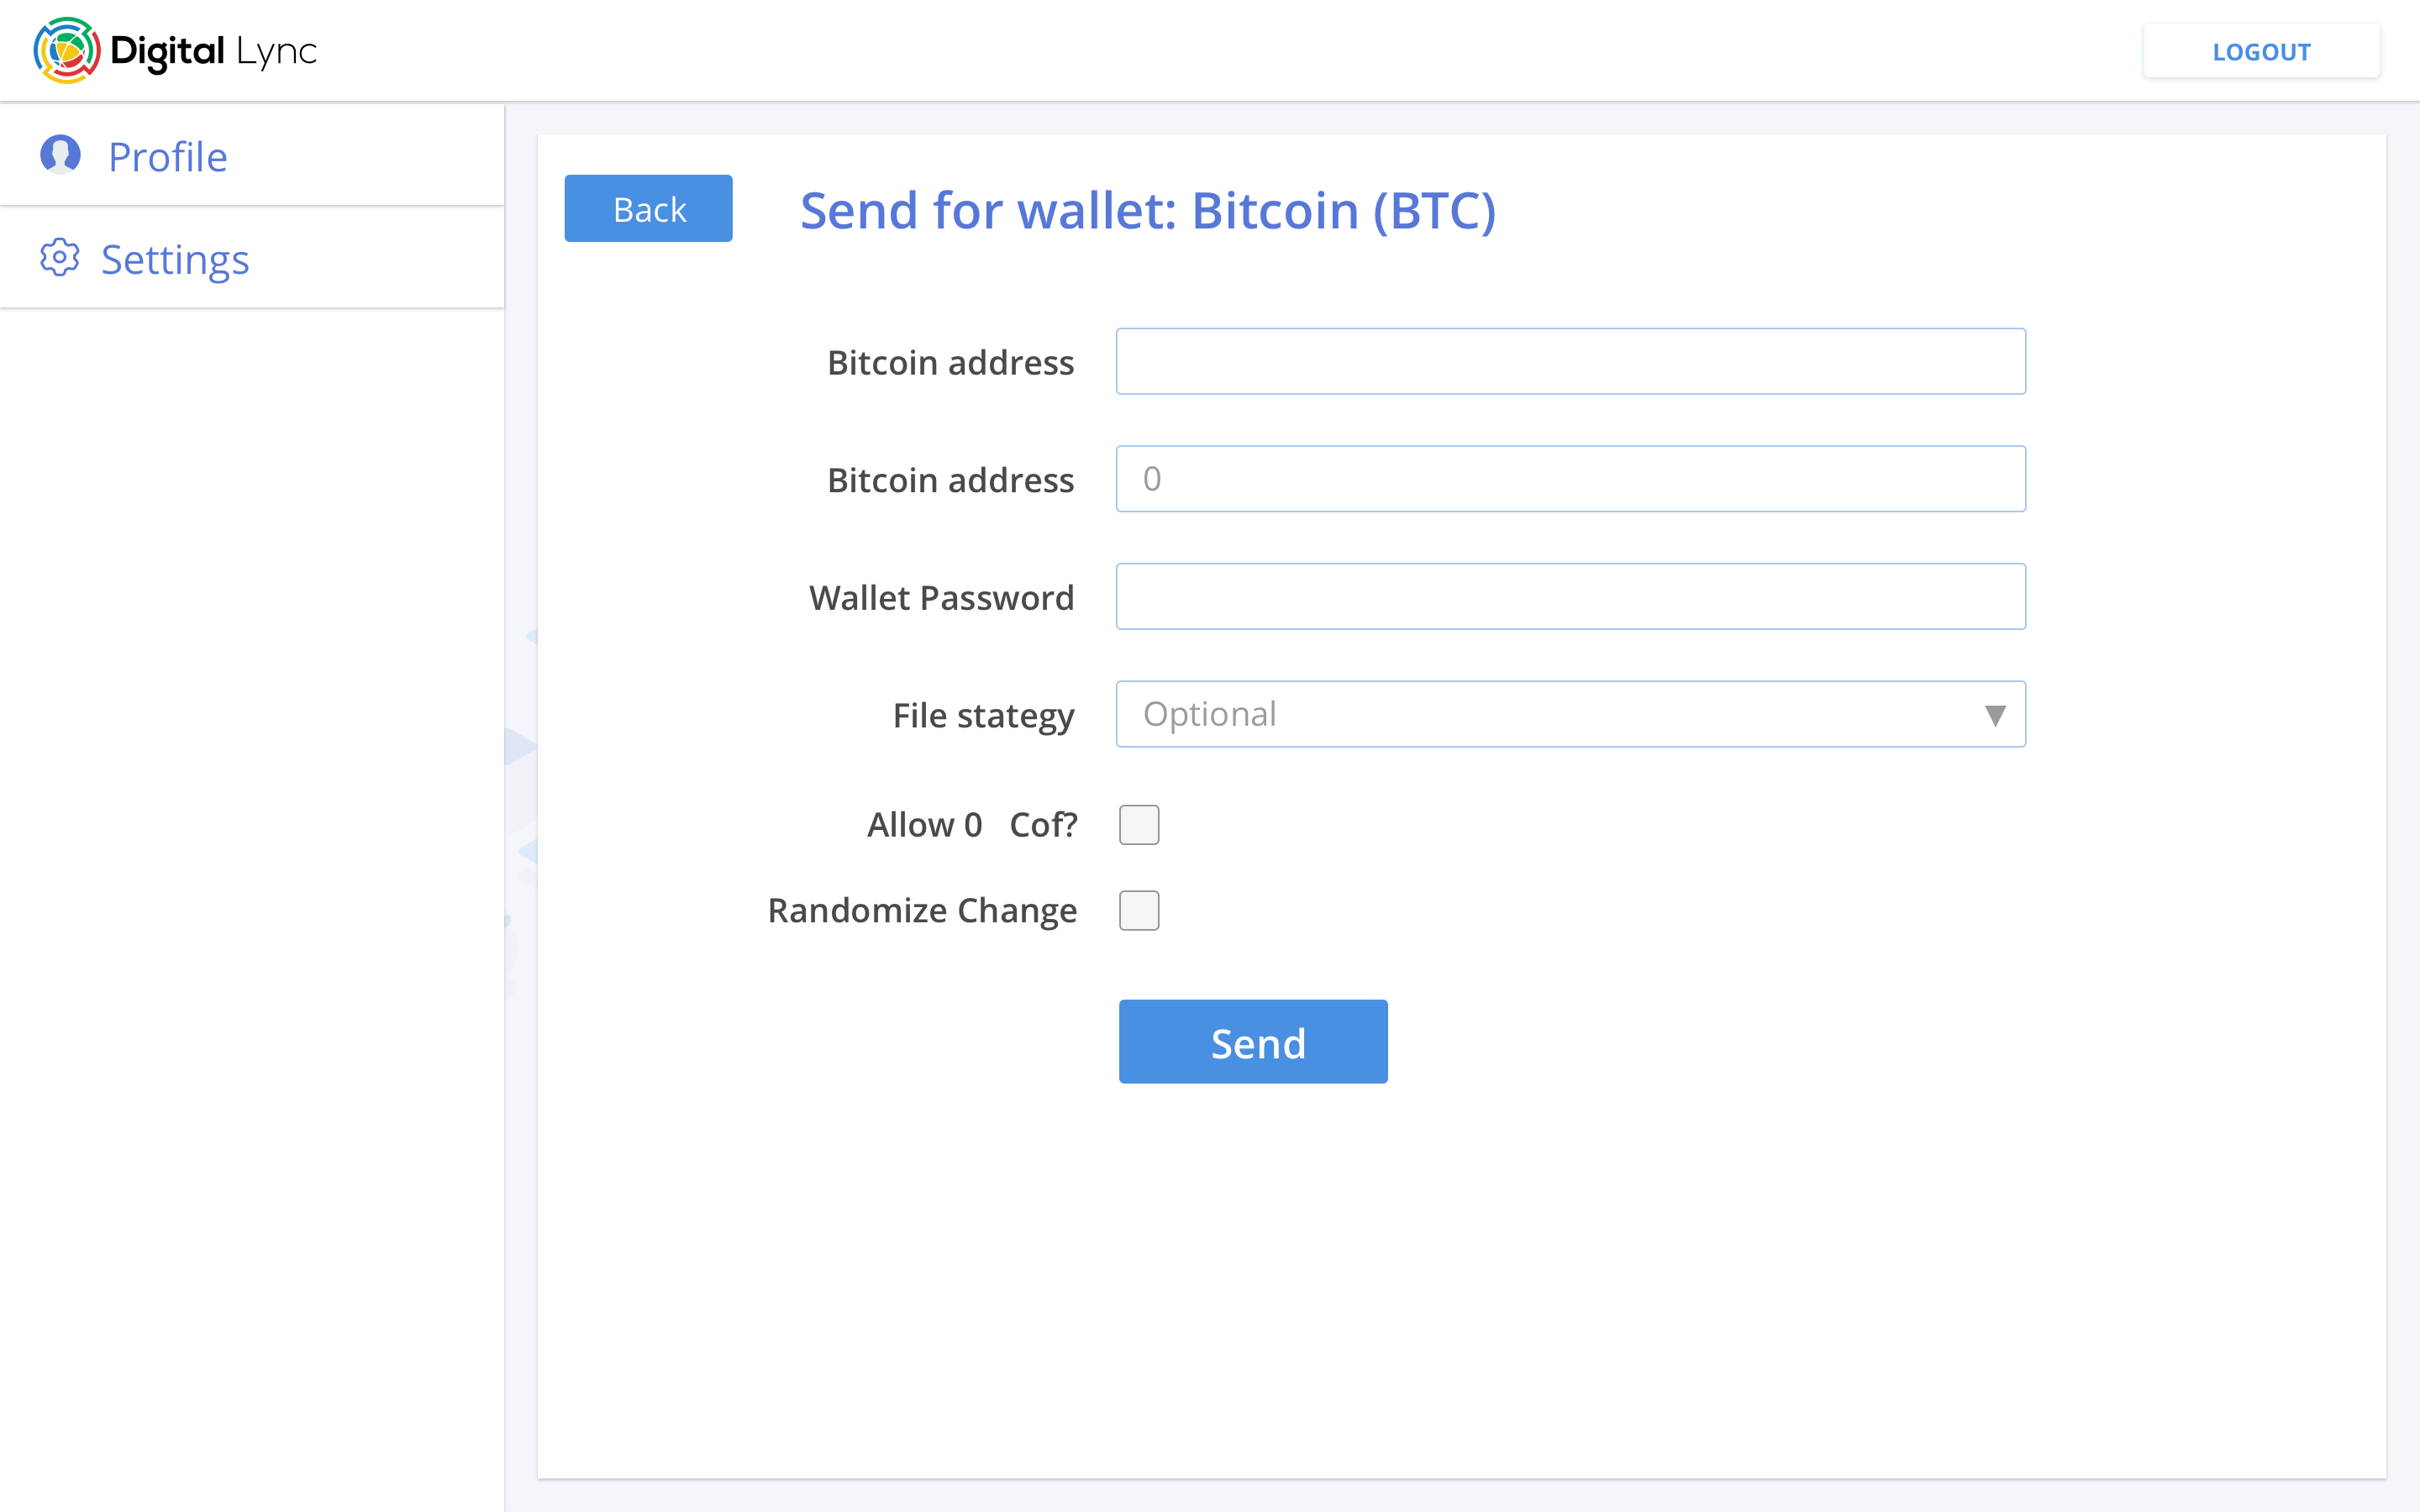 Digital Lync
LOGOUT
Profile
Settings
Back
Send for wallet: Bitcoin (BTC)
Bitcoin address
Bitcoin address
0
Wallet Password
File stategy
Optional
Allow 0 Cof?
Randomize Change
Send